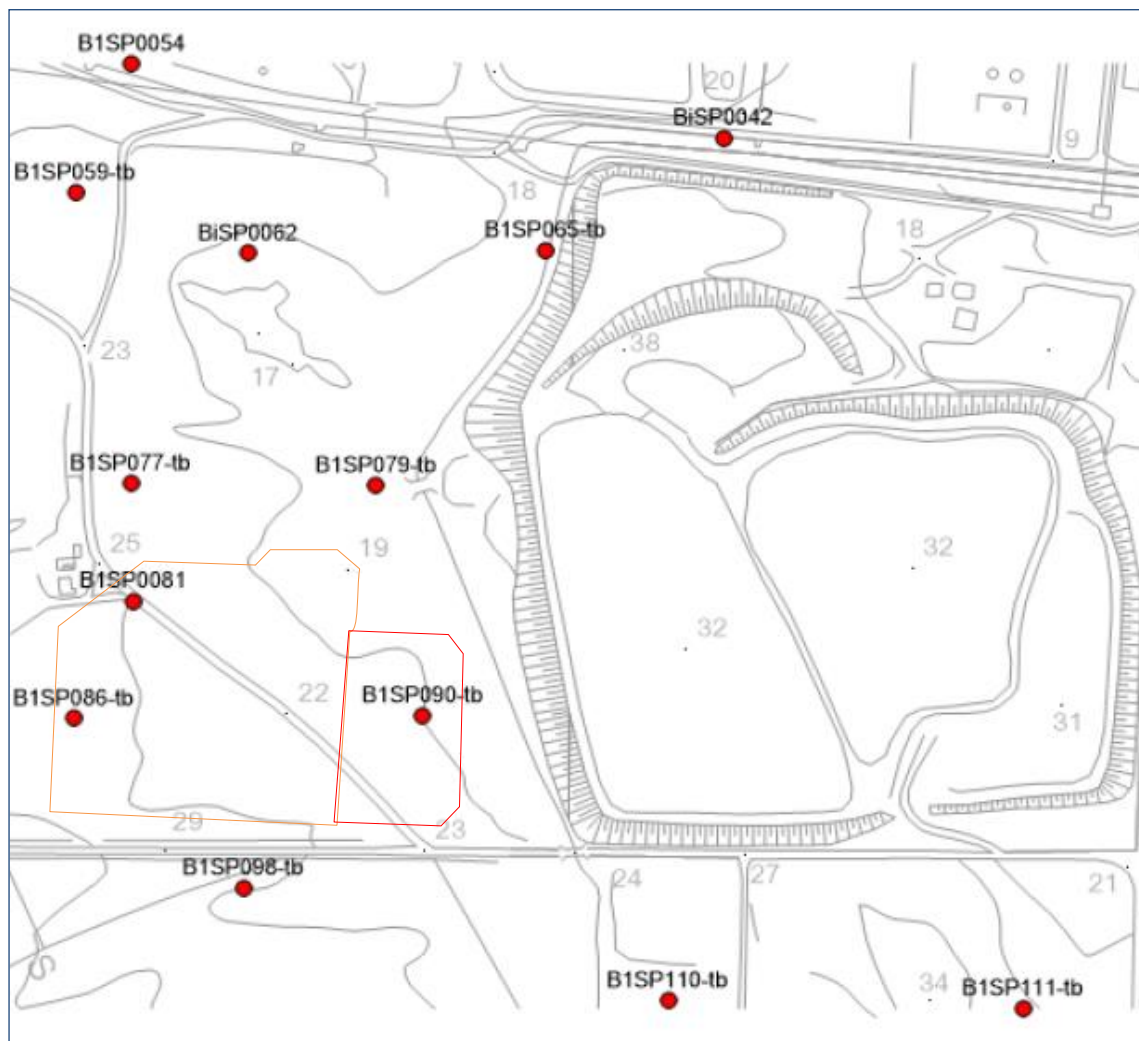 B1SP0054
20
BiSP0042
9
B1SP059-tb
18
BiSP0062
B1SP065-tb
18
23
38
17
B1SP077-tb
B1SP079-tb
25
19
32
B1SP0081
32
22
B1SP086-tb
B1SP090-tb
31
29
23
B1SP098-tb
24
27
21
S
B1SP110-tb
34
B1SP111-tb